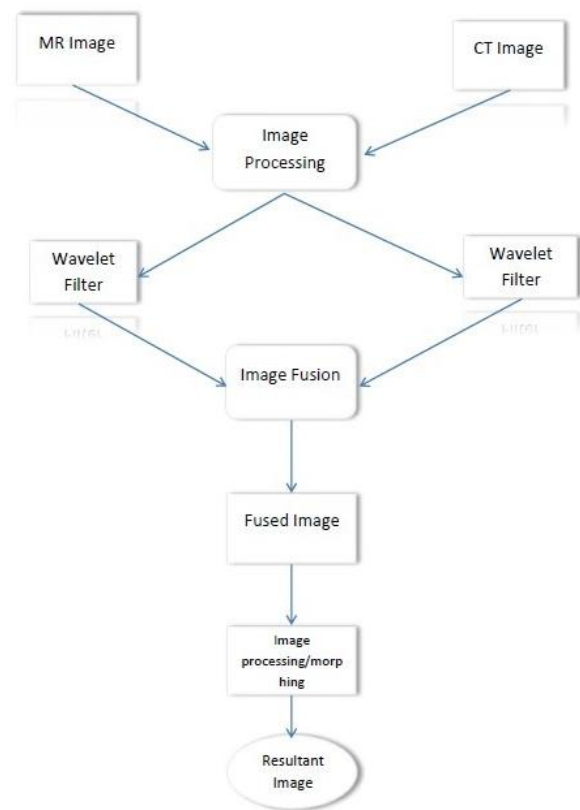 MR Image
CT Image
Image
Processing
Wavelet
Filter
Wavelet
Filter
Image Fusion
Fused Image
Image
processing/morp
hing
Resultant
Image